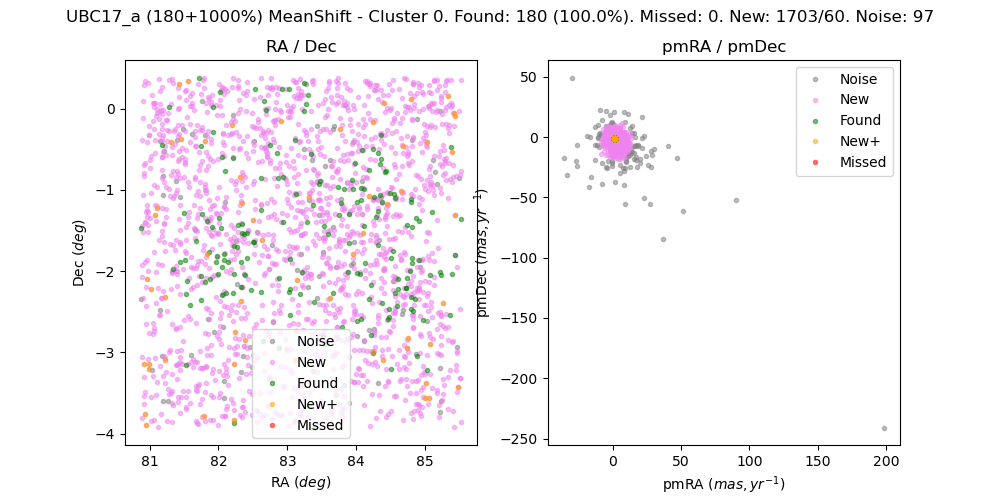 UBC17_a (180+1000%) MeanShift - Cluster 0. Found: 180 (100.0%). Missed: 0. New: 1703/60. Noise: 97
RA / Dec
Dec (deg)
0
−1
−2
−3
−4
81
82
83
84
85
RA (deg)
Noise
New
Found
New+
Missed
pmRA / pmDec
pmDec (mas, yr⁻¹)
50
0
−50
−100
−150
−200
−250
0
50
100
150
200
pmRA (mas, yr⁻¹)
Noise
New
Found
New+
Missed